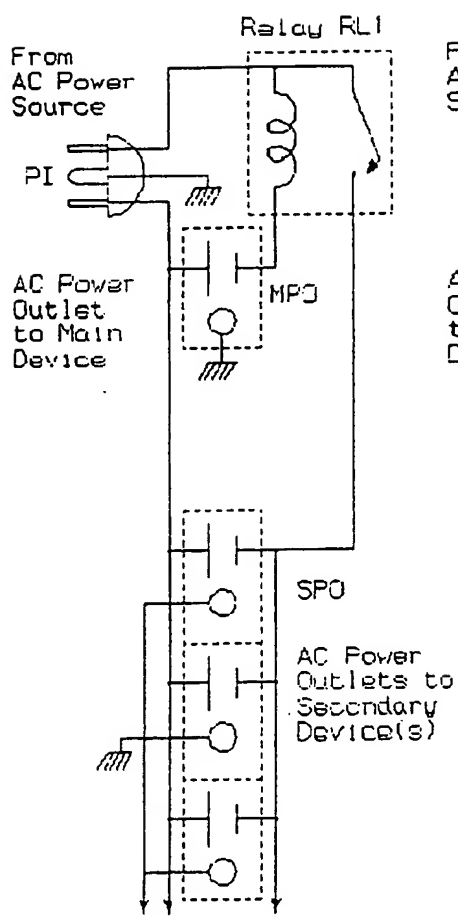 Relay RL1
From
AC Power
Source
PI
AC Power
Outlet
to Main
Device
MPO
SPO
AC Power
Outlets to
Secondary
Device(s)